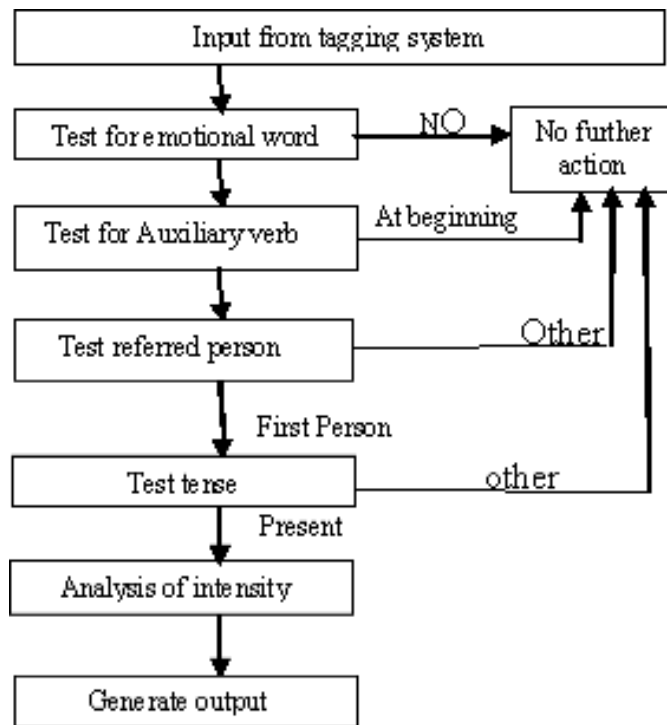 Input from tagging system
Test for emotional word
NO
No further
action
Test for Auxiliary verb
At beginning
Test referred person
Other
First Person
Test tense
other
Present
Analysis of intensity
Generate output